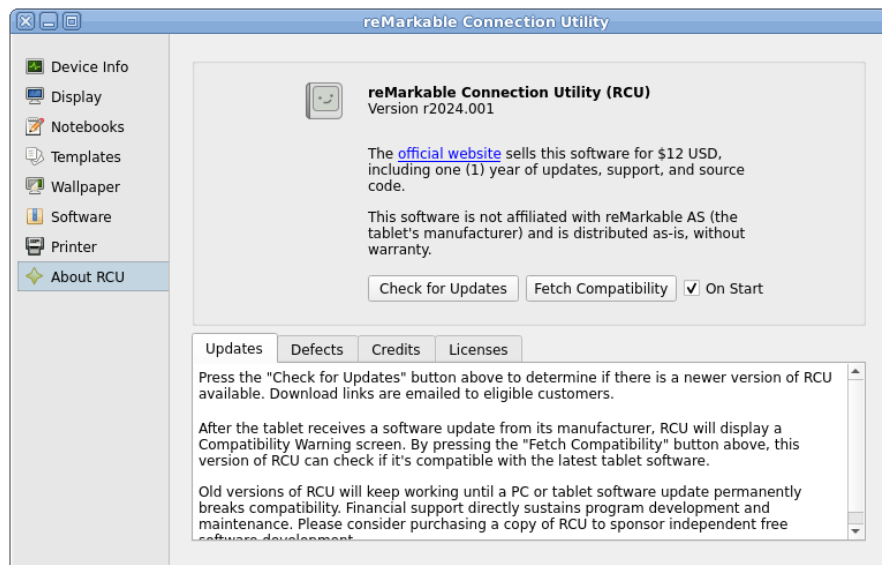 reMarkable Connection Utility
Device Info
Display
Notebooks
Templates
Wallpaper
Software
Printer
About RCU
reMarkable Connection Utility (RCU)
Version r2024.001
The official website sells this software for $12 USD,
including one (1) year of updates, support, and source
code.
This software is not affiliated with reMarkable AS (the
tablet's manufacturer) and is distributed as-is, without
warranty.
Check for Updates
Fetch Compatibility
On Start
Updates
Defects
Credits
Licenses
Press the "Check for Updates" button above to determine if there is a newer version of RCU
available. Download links are emailed to eligible customers.
After the tablet receives a software update from its manufacturer, RCU will display a
Compatibility Warning screen. By pressing the "Fetch Compatibility" button above, this
version of RCU can check if it's compatible with the latest tablet software.
Old versions of RCU will keep working until a PC or tablet software update permanently
breaks compatibility. Financial support directly sustains program development and
maintenance. Please consider purchasing a copy of RCU to sponsor independent free
software development.